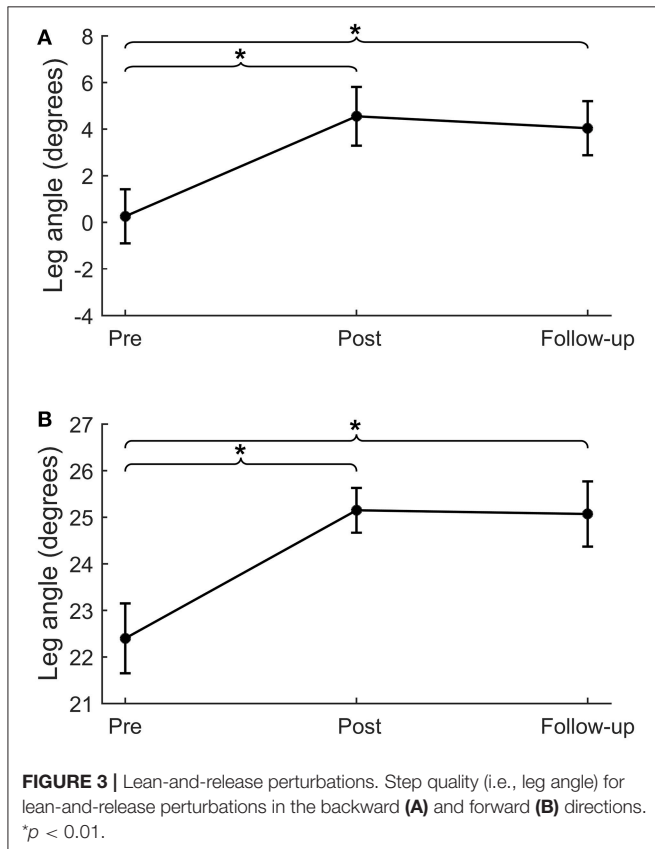 A
*
*
8
6
4
2
0
-2
-4
Leg angle (degrees)
Pre Post Follow-up
B
*
*
27
26
25
24
23
22
21
Leg angle (degrees)
Pre Post Follow-up
FIGURE 3 | Lean-and-release perturbations. Step quality (i.e., leg angle) for
lean-and-release perturbations in the backward (A) and forward (B) directions.
*p < 0.01.